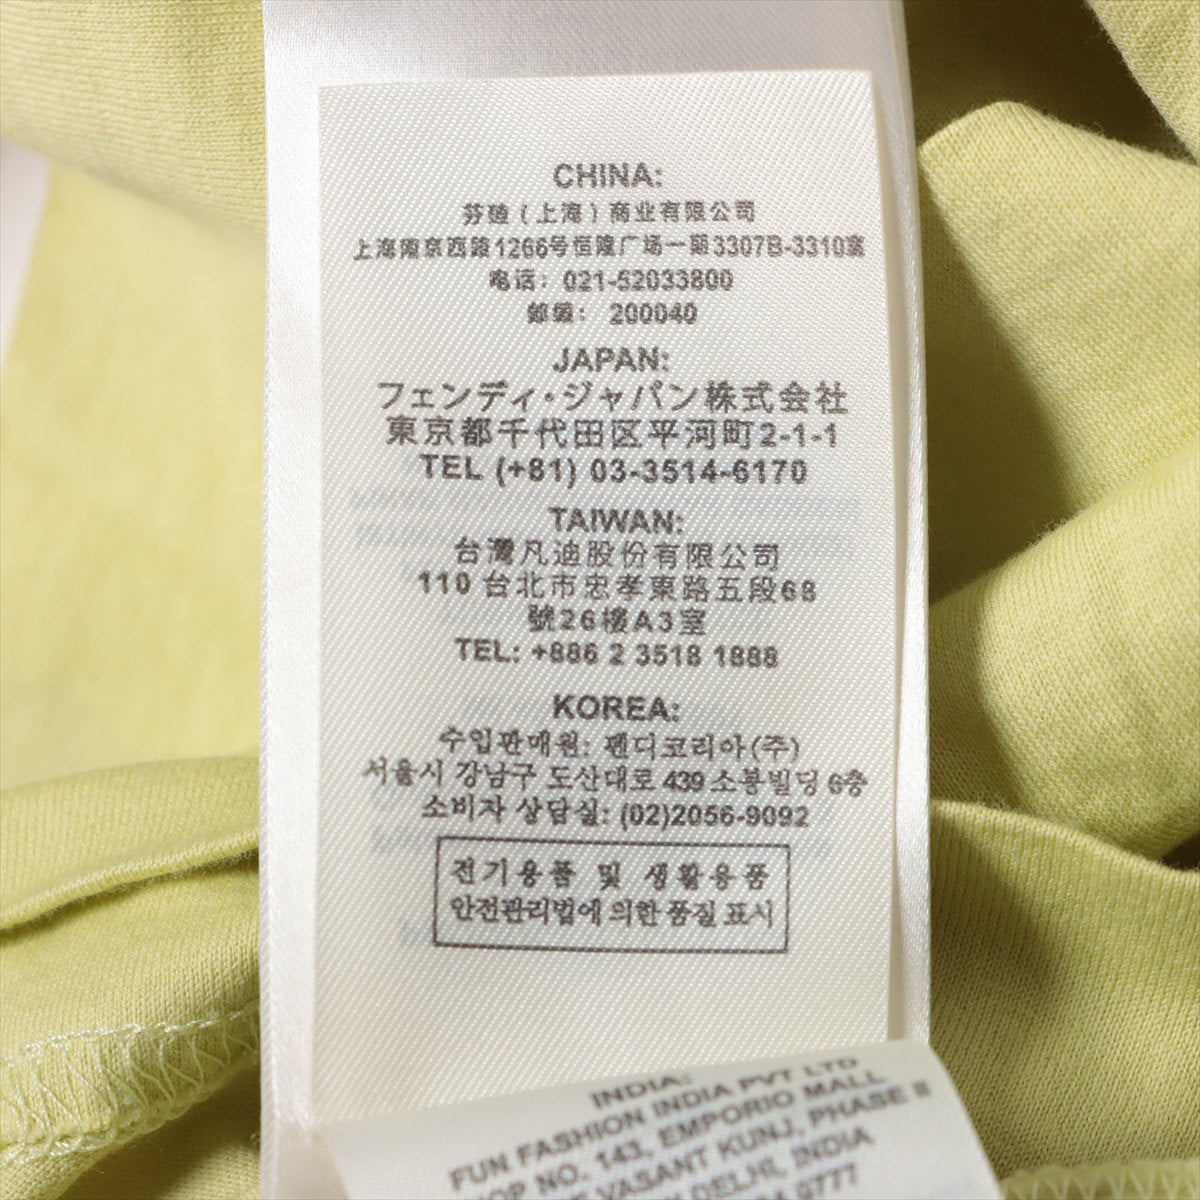 CHINA:
芬磕（上海）商业有限公司
上海南京西路1266号恒隆广场一期3307B-3310室
电话：021-52033800
邮编：200040
JAPAN:
フェンディ・ジャパン株式会社
東京都千代田区平河町2-1-1
TEL (+81) 03-3514-6170
TAIWAN:
台灣凡迪股份有限公司
110 台北市忠孝東路五段68
號26樓A3室
TEL: +886 2 3518 1888
KOREA:
수입판매원: 펜디코리아(주)
서울시 강남구 도산대로 439 소봉빌딩 6층
소비자 상담실: (02)2056-9092
전기용품 및 생활용품
안전관리법에 의한 품질 표시
INDIA:
FUN FASHION INDIA PVT LTD
SHOP NO. 143, EMPORIO MALL
VASANT KUNJ, PHASE II
DELHI, INDIA
0777